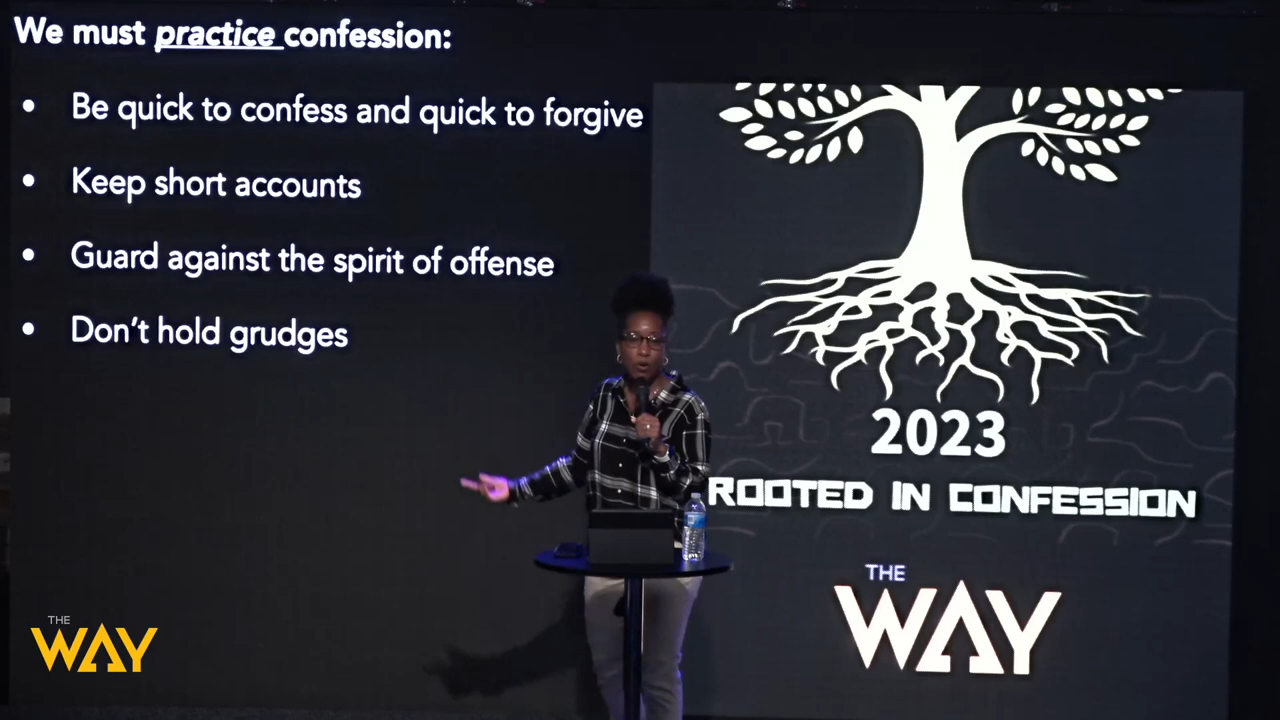 We must practice confession:
• Be quick to confess and quick to forgive
• Keep short accounts
• Guard against the spirit of offense
• Don't hold grudges
2023
ROOTED IN CONFESSION
THE
WAY
THE
WAY